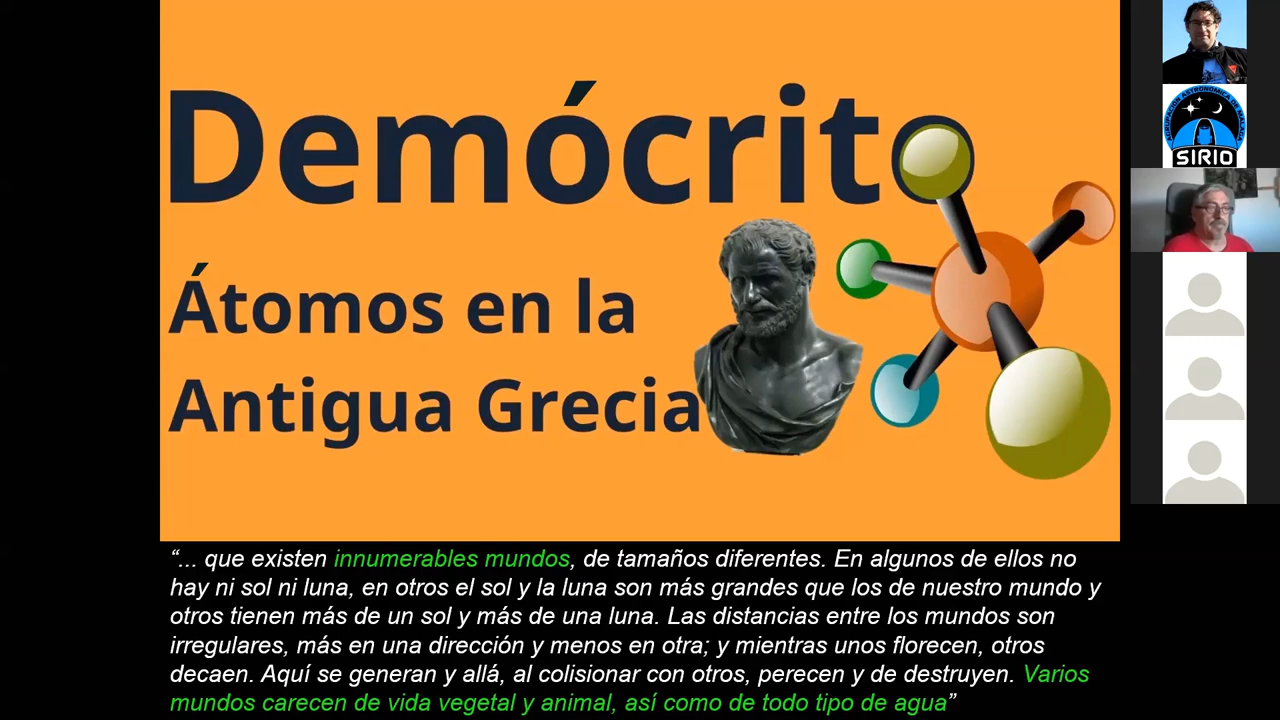 Demócrito
Átomos en la
Antigua Grecia
“... que existen innumerables mundos, de tamaños diferentes. En algunos de ellos no
hay ni sol ni luna, en otros el sol y la luna son más grandes que los de nuestro mundo y
otros tienen más de un sol y más de una luna. Las distancias entre los mundos son
irregulares, más en una dirección y menos en otra; y mientras unos florecen, otros
decaen. Aquí se generan y allá, al colisionar con otros, perecen y de destruyen. Varios
mundos carecen de vida vegetal y animal, así como de todo tipo de agua”
AGRUPACIÓN ASTRONÓMICA DE MÁLAGA
SIRIO